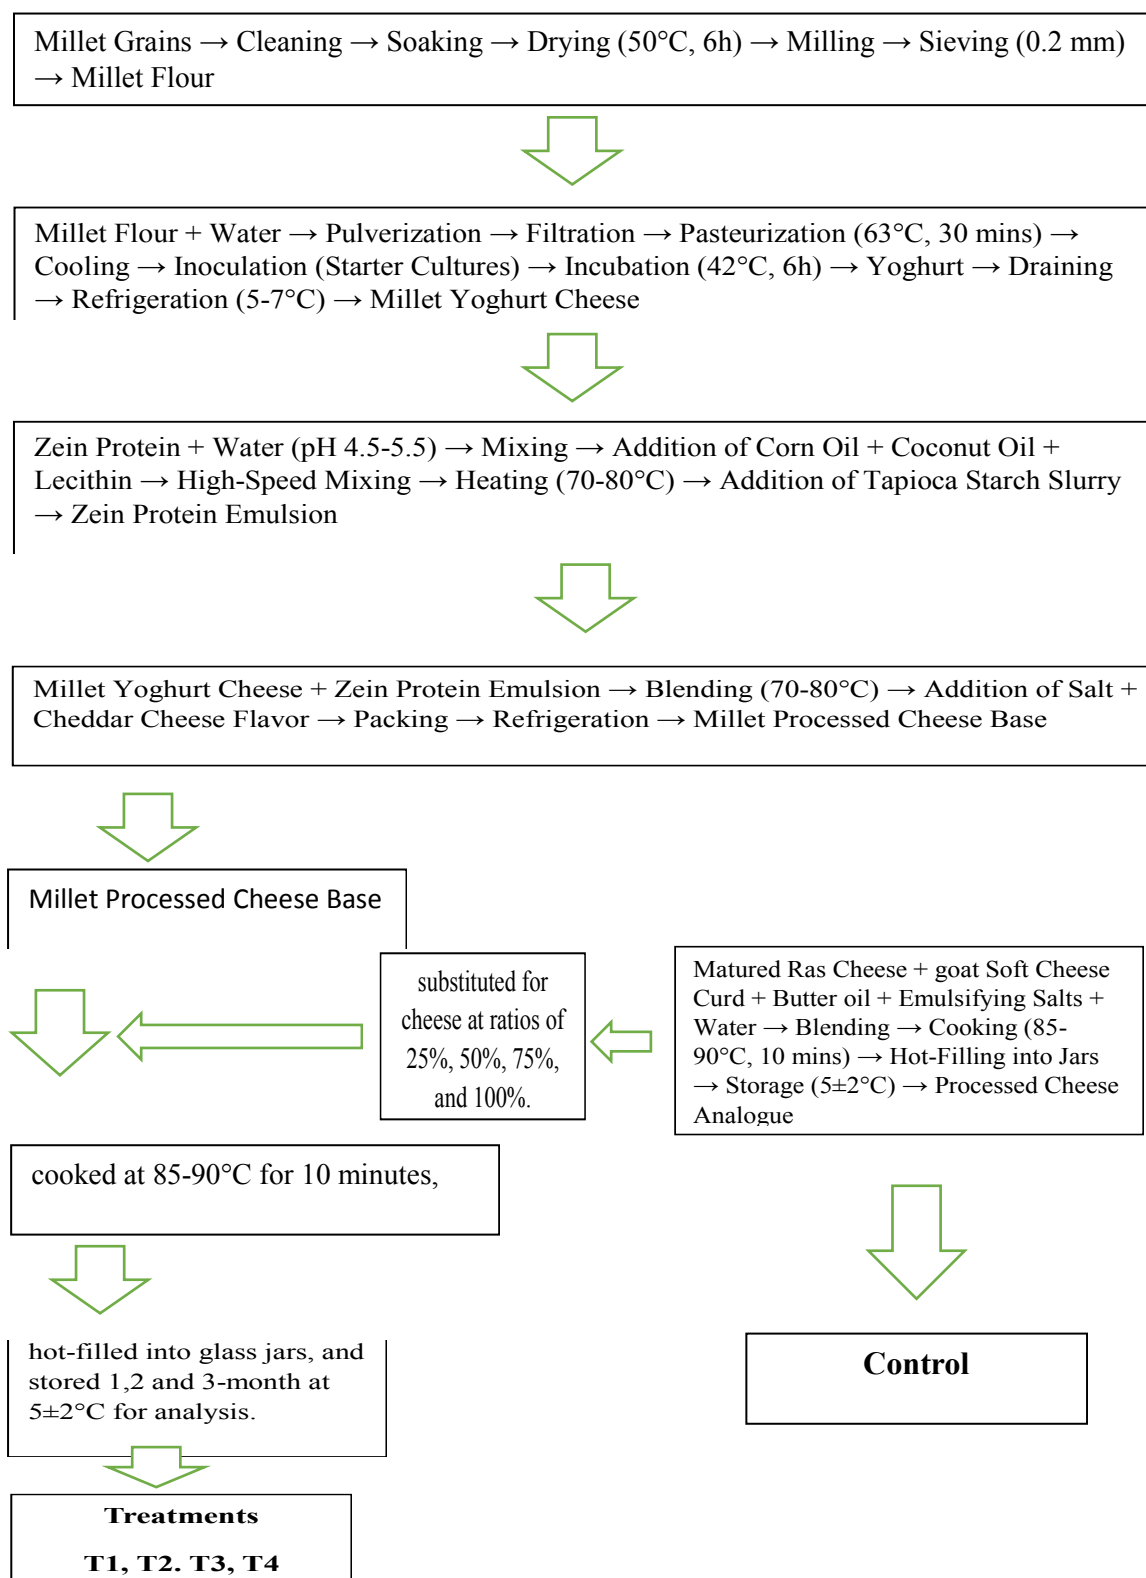 Millet Grains → Cleaning → Soaking → Drying (50°C, 6h) → Milling → Sieving (0.2 mm)
→ Millet Flour
Millet Flour + Water → Pulverization → Filtration → Pasteurization (63°C, 30 mins) →
Cooling → Inoculation (Starter Cultures) → Incubation (42°C, 6h) → Yoghurt → Draining
→ Refrigeration (5-7°C) → Millet Yoghurt Cheese
Zein Protein + Water (pH 4.5-5.5) → Mixing → Addition of Corn Oil + Coconut Oil +
Lecithin → High-Speed Mixing → Heating (70-80°C) → Addition of Tapioca Starch Slurry
→ Zein Protein Emulsion
Millet Yoghurt Cheese + Zein Protein Emulsion → Blending (70-80°C) → Addition of Salt +
Cheddar Cheese Flavor → Packing → Refrigeration → Millet Processed Cheese Base
Millet Processed Cheese Base
substituted for
cheese at ratios of
25%, 50%, 75%,
and 100%.
Matured Ras Cheese + goat Soft Cheese
Curd + Butter oil + Emulsifying Salts +
Water → Blending → Cooking (85-
90°C, 10 mins) → Hot-Filling into Jars
→ Storage (5±2°C) → Processed Cheese
Analogue
cooked at 85-90°C for 10 minutes,
hot-filled into glass jars, and
stored 1,2 and 3-month at
5±2°C for analysis.
Control
Treatments
T1, T2. T3, T4